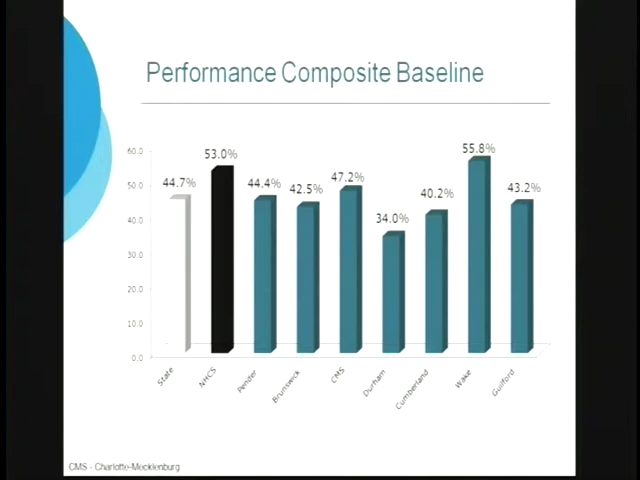 Performance Composite Baseline
60.0
50.0
40.0
30.0
20.0
10.0
0.0
44.7%
53.0%
44.4%
42.5%
47.2%
34.0%
40.2%
55.8%
43.2%
State
NHCS
Pender
Brunswick
CMS
Durham
Cumberland
Wake
Guilford
CMS - Charlotte-Mecklenburg